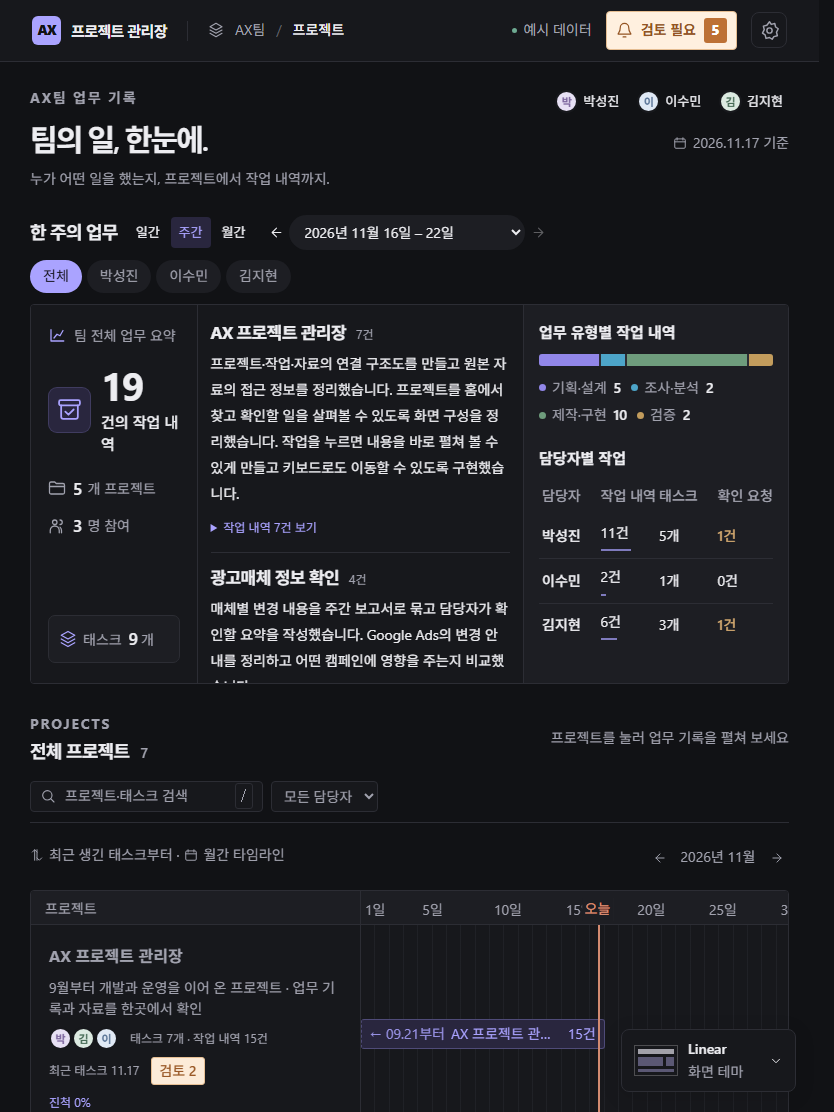 AX 프로젝트 관리장 AX팀 / 프로젝트 예시 데이터 검토 필요 5
AX팀 업무 기록
박 박성진 이 이수민 김 김지현
팀의 일, 한눈에.
2026.11.17 기준
누가 어떤 일을 했는지, 프로젝트에서 작업 내역까지.
한 주의 업무 일간 주간 월간 ← 2026년 11월 16일 – 22일 →
전체 박성진 이수민 김지현
팀 전체 업무 요약
19
건의 작업 내
역
5 개 프로젝트
3 명 참여
태스크 9 개
AX 프로젝트 관리장 7건
프로젝트·작업·자료의 연결 구조도를 만들고 원본 자
료의 접근 정보를 정리했습니다. 프로젝트를 홈에서
찾고 확인할 일을 살펴볼 수 있도록 화면 구성을 정
리했습니다. 작업을 누르면 내용을 바로 펼쳐 볼 수
있게 만들고 키보드로도 이동할 수 있도록 구현했습
니다.
▶ 작업 내역 7건 보기
광고매체 정보 확인 4건
매체별 변경 내용을 주간 보고서로 묶고 담당자가 확
인할 요약을 작성했습니다. Google Ads의 변경 안
내를 정리하고 어떤 캠페인에 영향을 주는지 비교했
업무 유형별 작업 내역
기획·설계 5 조사·분석 2
제작·구현 10 검증 2
담당자별 작업
담당자 작업 내역 태스크 확인 요청
박성진 11건 5개 1건
이수민 2건 1개 0건
김지현 6건 3개 1건
PROJECTS
전체 프로젝트 7
프로젝트를 눌러 업무 기록을 펼쳐 보세요
프로젝트·태스크 검색 / 모든 담당자
최근 생긴 태스크부터 · 월간 타임라인
← 2026년 11월 →
프로젝트 1일 5일 10일 15 오늘 20일 25일 3
AX 프로젝트 관리장
9월부터 개발과 운영을 이어 온 프로젝트 · 업무 기
록과 자료를 한곳에서 확인
박 김 이 태스크 7개 · 작업 내역 15건
최근 태스크 11.17 검토 2
진척 0%
← 09.21부터 AX 프로젝트 관... 15건
Linear
화면 테마